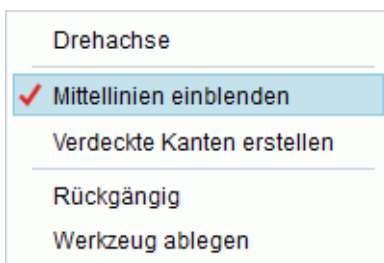 Drehachse
Mittellinien einblenden
Verdeckte Kanten erstellen
Rückgängig
Werkzeug ablegen